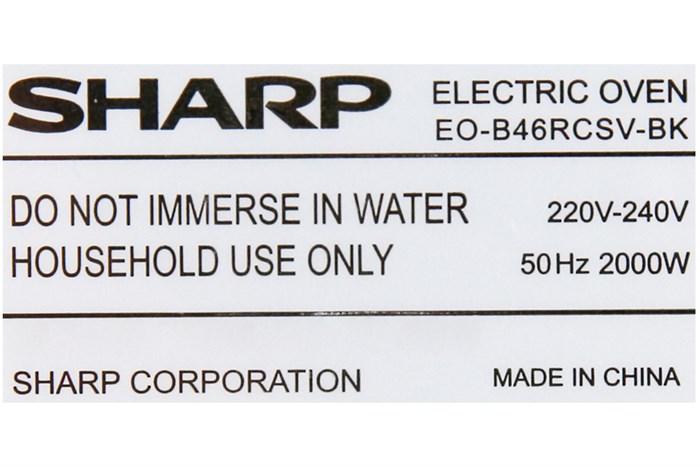 SHARP
ELECTRIC OVEN
EO-B46RCSV-BK
DO NOT IMMERSE IN WATER
HOUSEHOLD USE ONLY
220V-240V
50Hz 2000W
SHARP CORPORATION
MADE IN CHINA